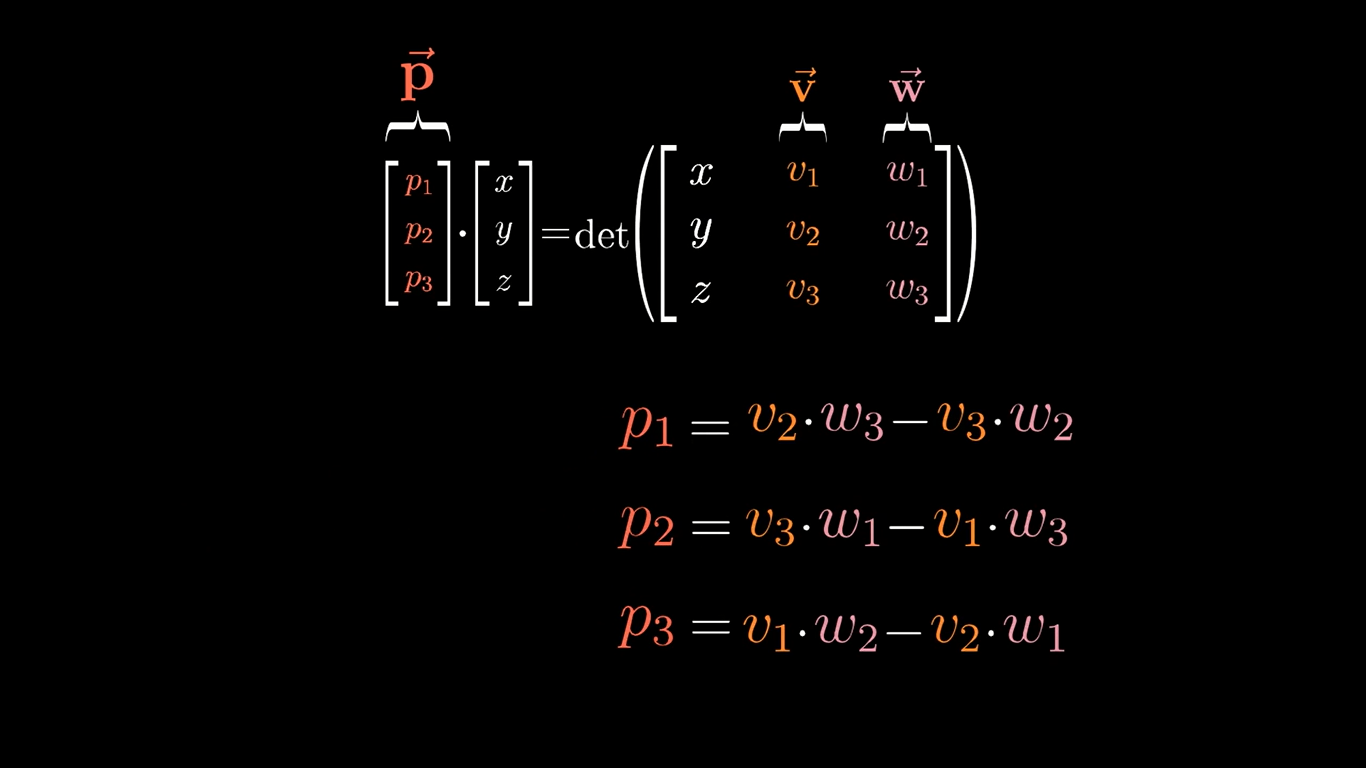 p⃗ v⃗ w⃗
[p₁ p₂ p₃] · [x y z] = det([x v₁ w₁
y v₂ w₂
z v₃ w₃])
p₁ = v₂·w₃−v₃·w₂
p₂ = v₃·w₁−v₁·w₃
p₃ = v₁·w₂−v₂·w₁